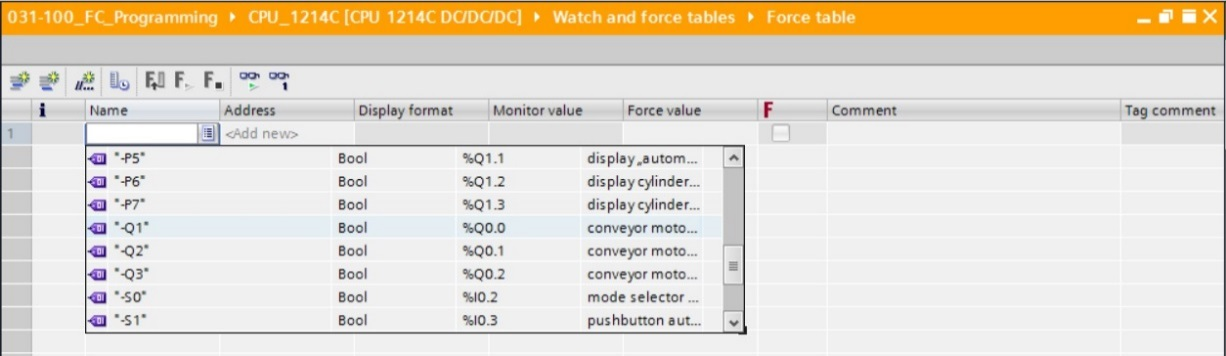 031-100_FC_Programming ▸ CPU_1214C [CPU 1214C DC/DC/DC] ▸ Watch and force tables ▸ Force table
i Name Address Display format Monitor value Force value F Comment Tag comment
1 <Add new>
"-P5" Bool %Q1.1 display „autom...
"-P6" Bool %Q1.2 display cylinder...
"-P7" Bool %Q1.3 display cylinder...
"-Q1" Bool %Q0.0 conveyor moto...
"-Q2" Bool %Q0.1 conveyor moto...
"-Q3" Bool %Q0.2 conveyor moto...
"-S0" Bool %I0.2 mode selector ...
"-S1" Bool %I0.3 pushbutton aut...